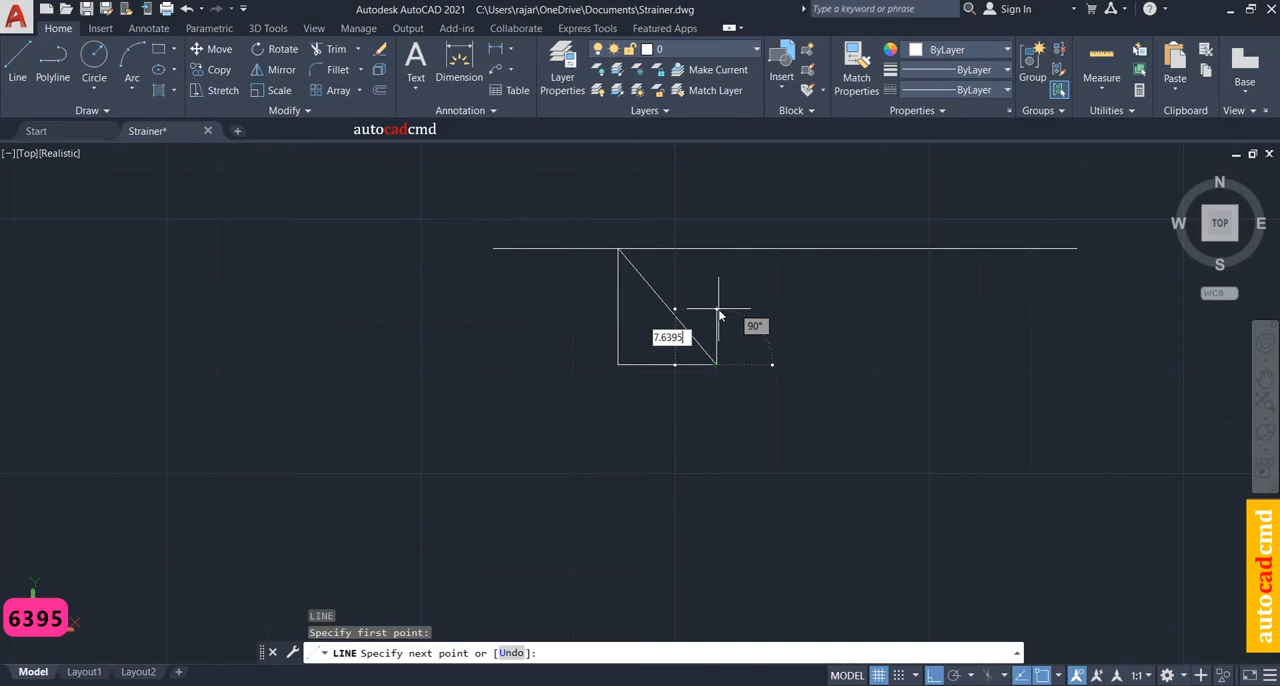 Autodesk AutoCAD 2021 C:\Users\rajar\OneDrive\Documents\Strainer.dwg
Type a keyword or phrase
Sign In
Home Insert Annotate Parametric 3D Tools View Manage Output Add-ins Collaborate Express Tools Featured Apps
Line Polyline Circle Arc
Move Rotate Trim
Copy Mirror Fillet
Stretch Scale Array
Text Dimension Table
Layer Properties
0
Make Current
Match Layer
Insert
Match Properties
ByLayer
ByLayer
ByLayer
Group
Measure
Paste
Base
Draw Modify Annotation Layers Block Properties Groups Utilities Clipboard View
Start Strainer* autocadcmd
[−][Top][Realistic]
N
W TOP E
S
WCS
90°
7.6395
Y
X
6395
autocadcmd
LINE
Specify first point:
LINE Specify next point or [Undo]:
Model Layout1 Layout2 +
MODEL 1:1